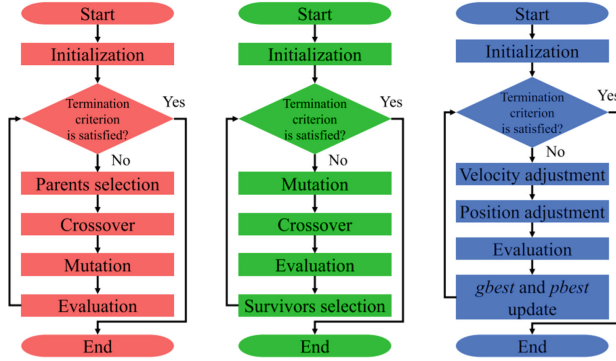 Start
Initialization
Termination
criterion
is satisfied?
Yes
No
Parents selection
Crossover
Mutation
Evaluation
End
Start
Initialization
Termination
criterion
is satisfied?
Yes
No
Mutation
Crossover
Evaluation
Survivors selection
End
Start
Initialization
Termination
criterion
is satisfied?
Yes
No
Velocity adjustment
Position adjustment
Evaluation
gbest and pbest
update
End